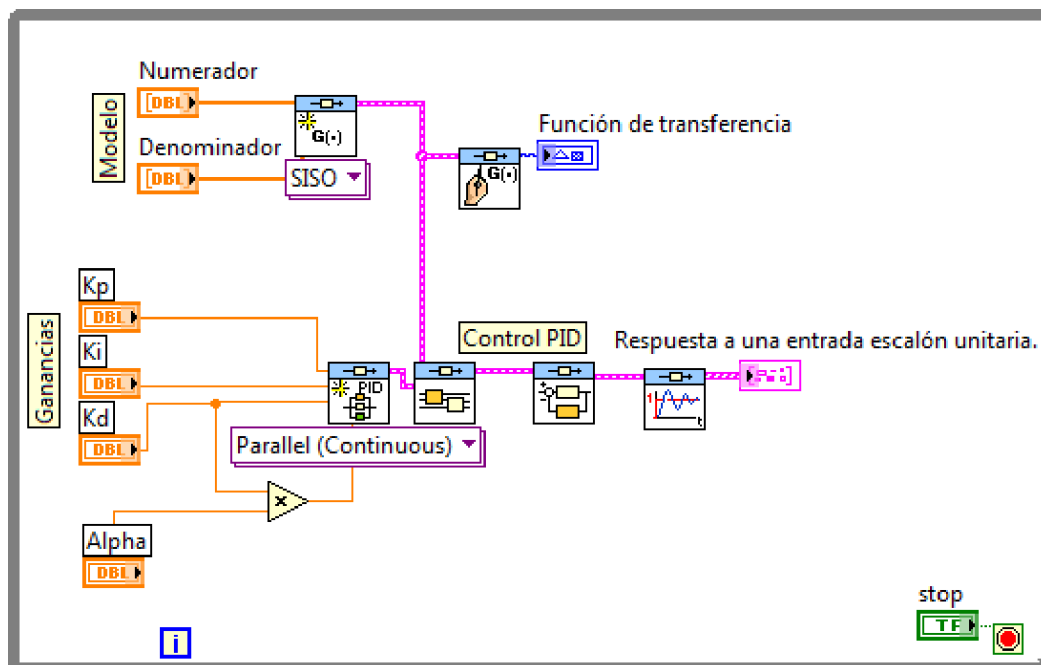 Numerador
DBL
Modelo
G(·)
Función de transferencia
Denominador
DBL
SISO
G(·)
Kp
DBL
Control PID
Respuesta a una entrada escalón unitaria.
Ganancias
Ki
DBL
PID
1
t
Kd
DBL
Parallel (Continuous)
x
Alpha
DBL
stop
TF
i